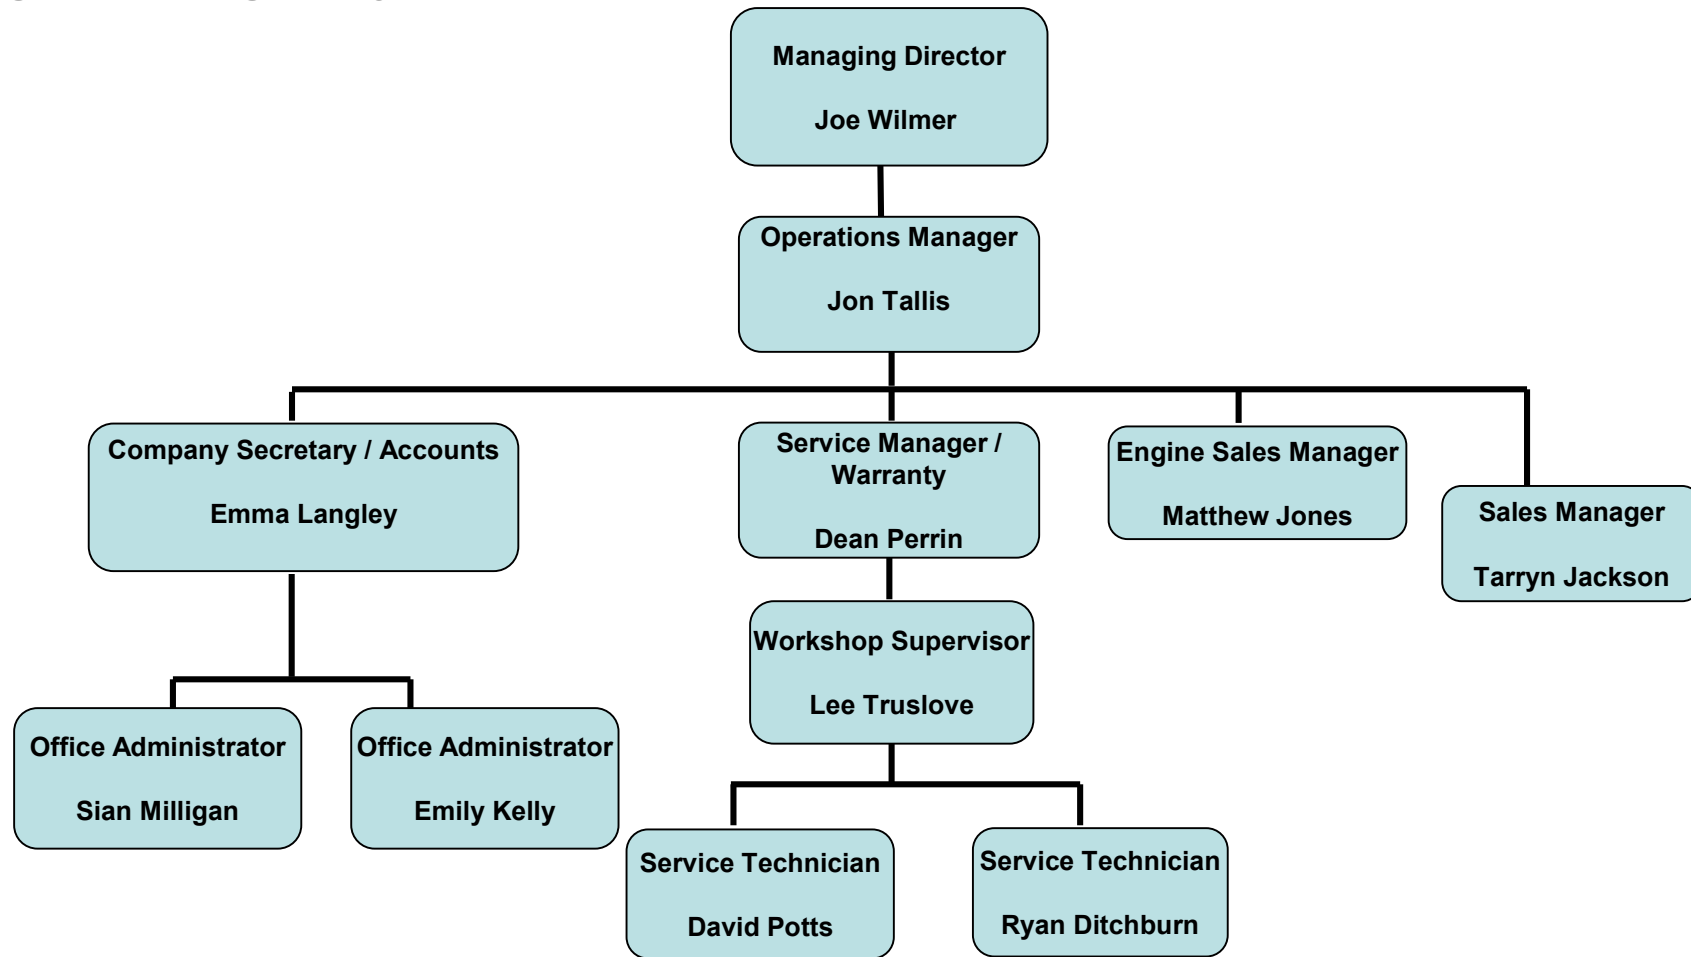 Managing Director
Joe Wilmer
Operations Manager
Jon Tallis
Company Secretary / Accounts
Emma Langley
Service Manager /
Warranty
Dean Perrin
Engine Sales Manager
Matthew Jones
Sales Manager
Tarryn Jackson
Workshop Supervisor
Lee Truslove
Office Administrator
Sian Milligan
Office Administrator
Emily Kelly
Service Technician
David Potts
Service Technician
Ryan Ditchburn